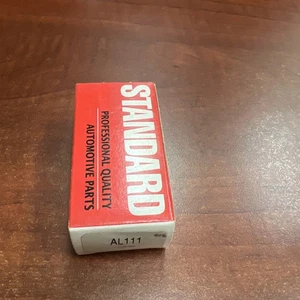 STANDARD
PROFESSIONAL QUALITY
AUTOMOTIVE PARTS
AL111